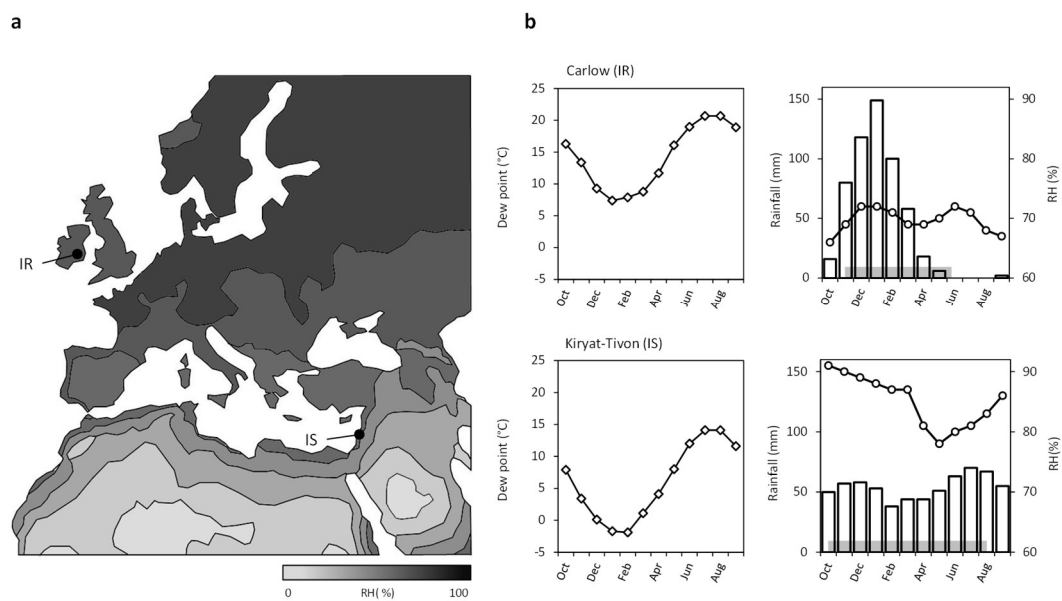 a
b
IR
IS
0 RH( %) 100
Carlow (IR)
Dew point (°C)
25
20
15
10
5
0
-5
Oct Dec Feb Apr Jun Aug
Rainfall (mm)
150
100
50
0
RH (%)
90
80
70
60
Oct Dec Feb Apr Jun Aug
Kiryat-Tivon (IS)
Dew point (°C)
25
20
15
10
5
0
-5
Oct Dec Feb Apr Jun Aug
Rainfall (mm)
150
100
50
0
RH(%)
90
80
70
60
Oct Dec Feb Apr Jun Aug